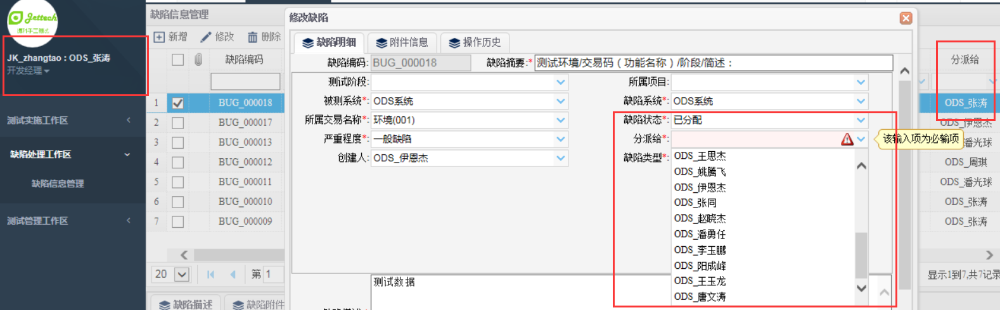 Jettech
JK_zhangtao : ODS_张涛
开发经理
测试实施工作区
缺陷处理工作区
缺陷信息管理
测试管理工作区
缺陷信息管理
新增 修改 删除
缺陷编码
1 BUG_000018
2 BUG_000017
3 BUG_000013
4 BUG_000012
5 BUG_000011
6 BUG_000010
7 BUG_000009
20 第 1
缺陷描述 缺陷附件
修改缺陷
缺陷明细 附件信息 操作历史
缺陷编码: BUG_000018 缺陷摘要:* 测试环境/交易码（功能名称）/阶段/简述：
测试阶段: 所属项目:
被测系统*: ODS系统 缺陷系统*: ODS系统
所属交易名称*: 环境(001) 缺陷状态*: 已分配
严重程度*: 一般缺陷 分派给*: 该输入项为必输项
创建人: ODS_伊恩杰 缺陷类型*:
ODS_王思杰
ODS_姚腾飞
ODS_伊恩杰
ODS_张同
ODS_赵晓杰
ODS_潘勇任
ODS_李玉鹏
ODS_阳成峰
ODS_王玉龙
ODS_唐文涛
测试数据
分派给
ODS_张涛
ODS_伊恩杰
潘光球
ODS_周琪
ODS_潘光球
ODS_张涛
ODS_张涛
显示1到7,共7记录